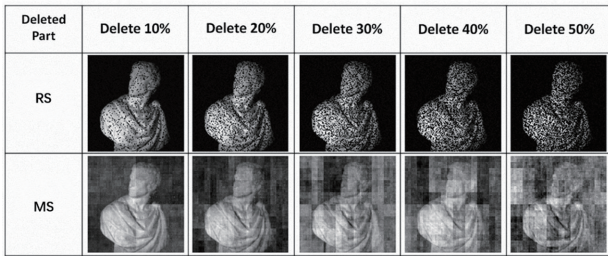 Deleted
Part
Delete 10%
Delete 20%
Delete 30%
Delete 40%
Delete 50%
RS
MS